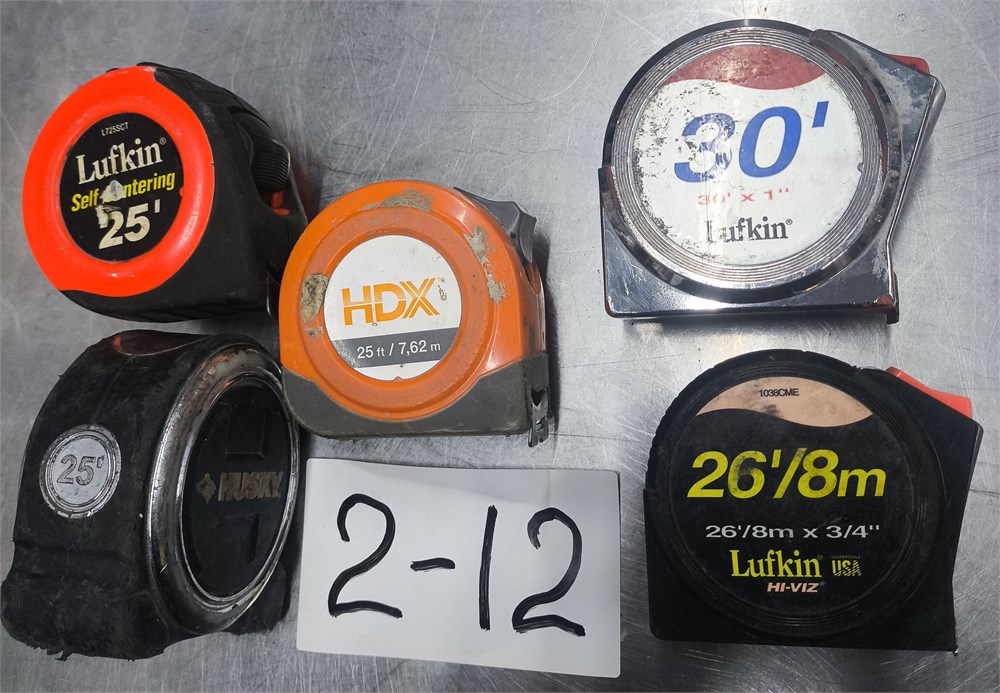 L725SCT
Lufkin®
Self-Centering
25'
HDX
25 ft / 7,62 m
30'
30' x 1"
Lufkin®
25'
HUSKY
2-12
1038CME
26'/8m
26'/8m x 3/4"
Lufkin®
USA
HI-VIZ